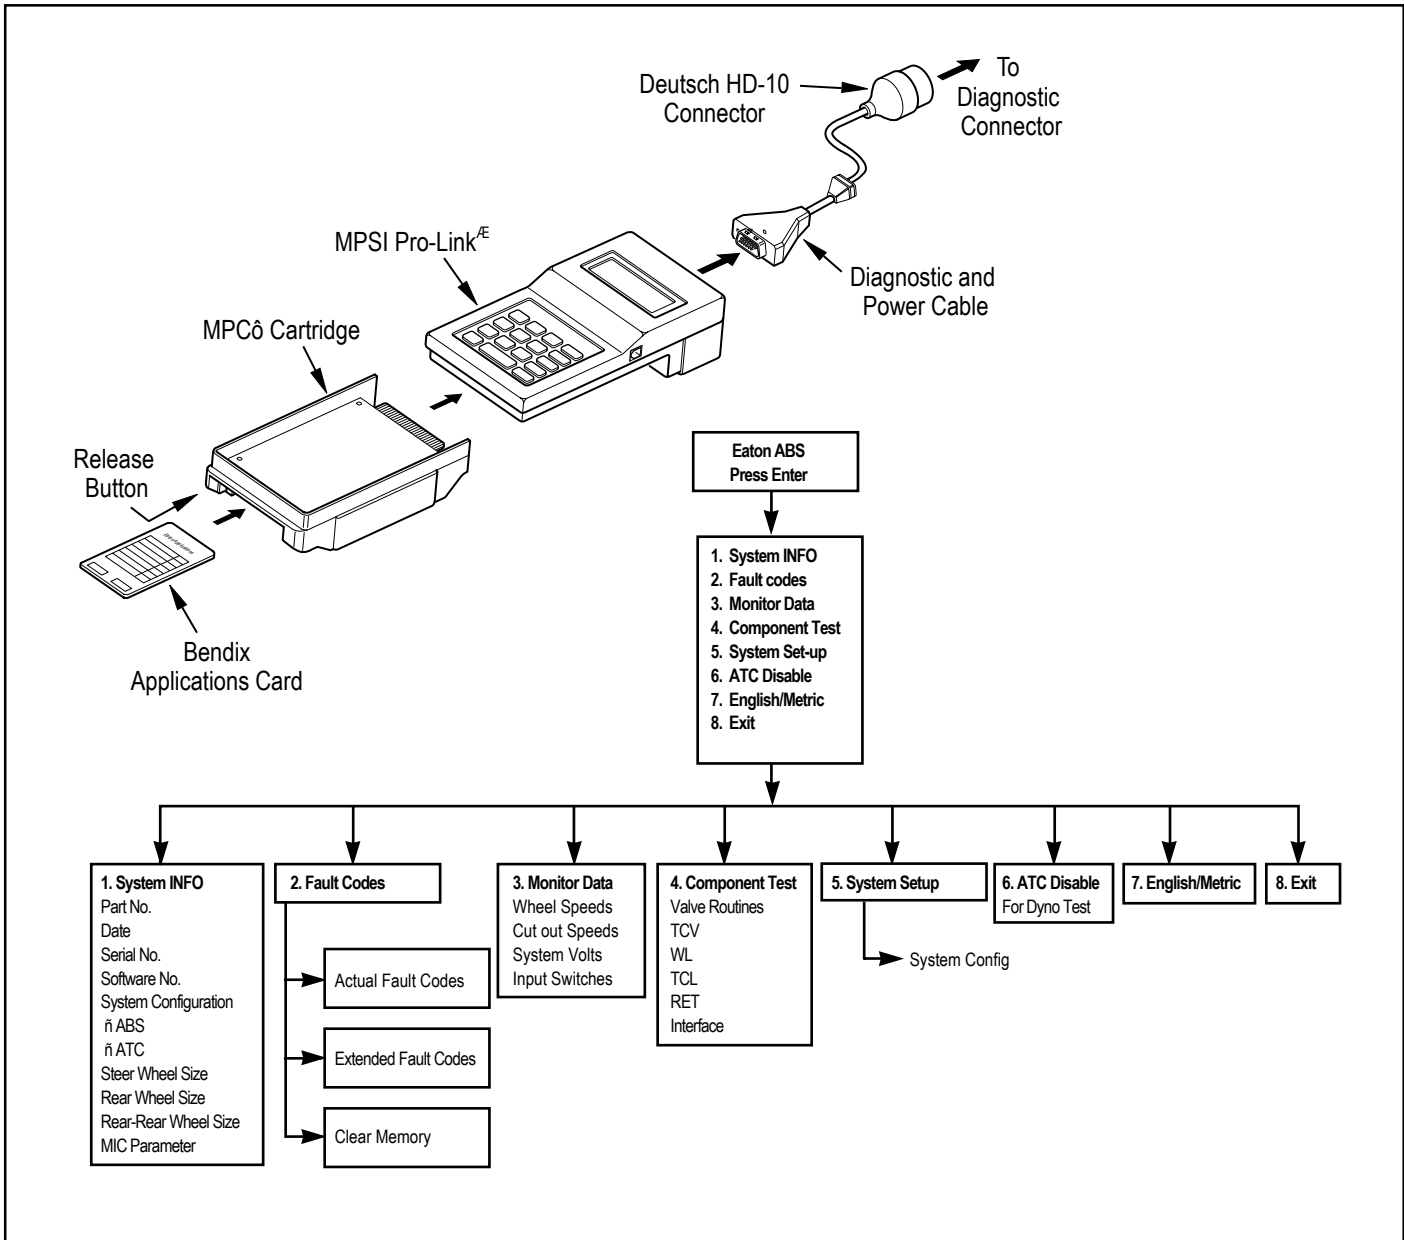 Deutsch HD-10
Connector
To
Diagnostic
Connector
MPSI Pro-LinkÆ
Diagnostic and
Power Cable
MPCô Cartridge
Release
Button
Bendix
Applications Card
Eaton ABS
Press Enter
1. System INFO
2. Fault codes
3. Monitor Data
4. Component Test
5. System Set-up
6. ATC Disable
7. English/Metric
8. Exit
1. System INFO
Part No.
Date
Serial No.
Software No.
System Configuration
ñ ABS
ñ ATC
Steer Wheel Size
Rear Wheel Size
Rear-Rear Wheel Size
MIC Parameter
2. Fault Codes
Actual Fault Codes
Extended Fault Codes
Clear Memory
3. Monitor Data
Wheel Speeds
Cut out Speeds
System Volts
Input Switches
4. Component Test
Valve Routines
TCV
WL
TCL
RET
Interface
5. System Setup
System Config
6. ATC Disable
For Dyno Test
7. English/Metric
8. Exit